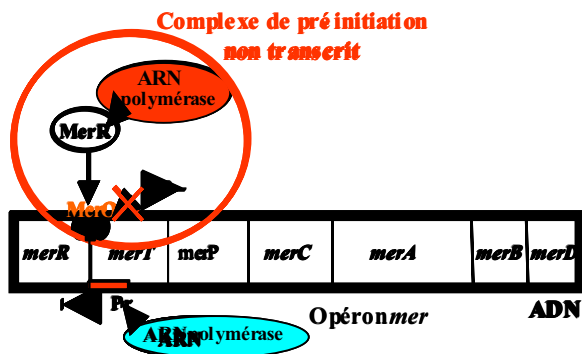 Complexe de préinitiation
non transcrit
ARN
polymérase
MerR
MerO
merR merT merP merC merA merB merD
Pr
ARN polymérase
ARN
Opéron mer
ADN